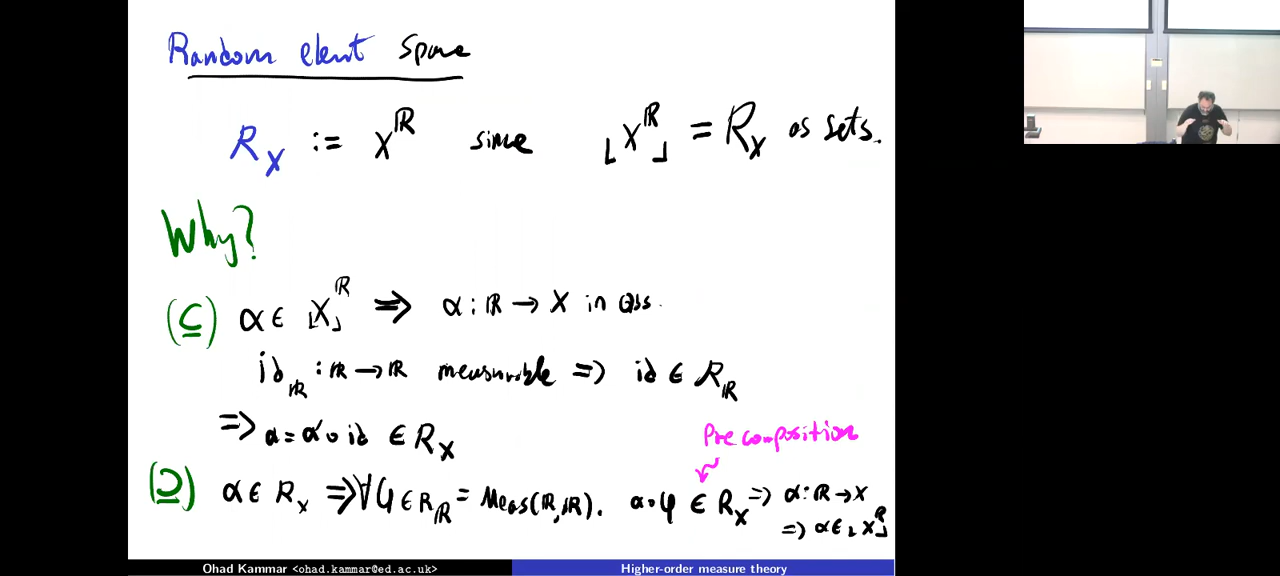 Random elemt Space
R_X := X^ℝ since ⌞X^ℝ⌟ = R_X as sets.
Why?
(⊆) α ∈ ⌞X^ℝ⌟ ⟹ α : ℝ → X in Qbs.
id_ℝ : ℝ → ℝ measurable ⟹ id ∈ R_ℝ
⟹ α = α ∘ id ∈ R_X
Precomposition
(⊇) α ∈ R_X ⟹ ∀φ ∈ R_ℝ = Meas(ℝ, ℝ). α ∘ φ ∈ R_X ⟹ α : ℝ → X
⟹ α ∈ ⌞X^ℝ⌟
Ohad Kammar <ohad.kammar@ed.ac.uk>
Higher-order measure theory